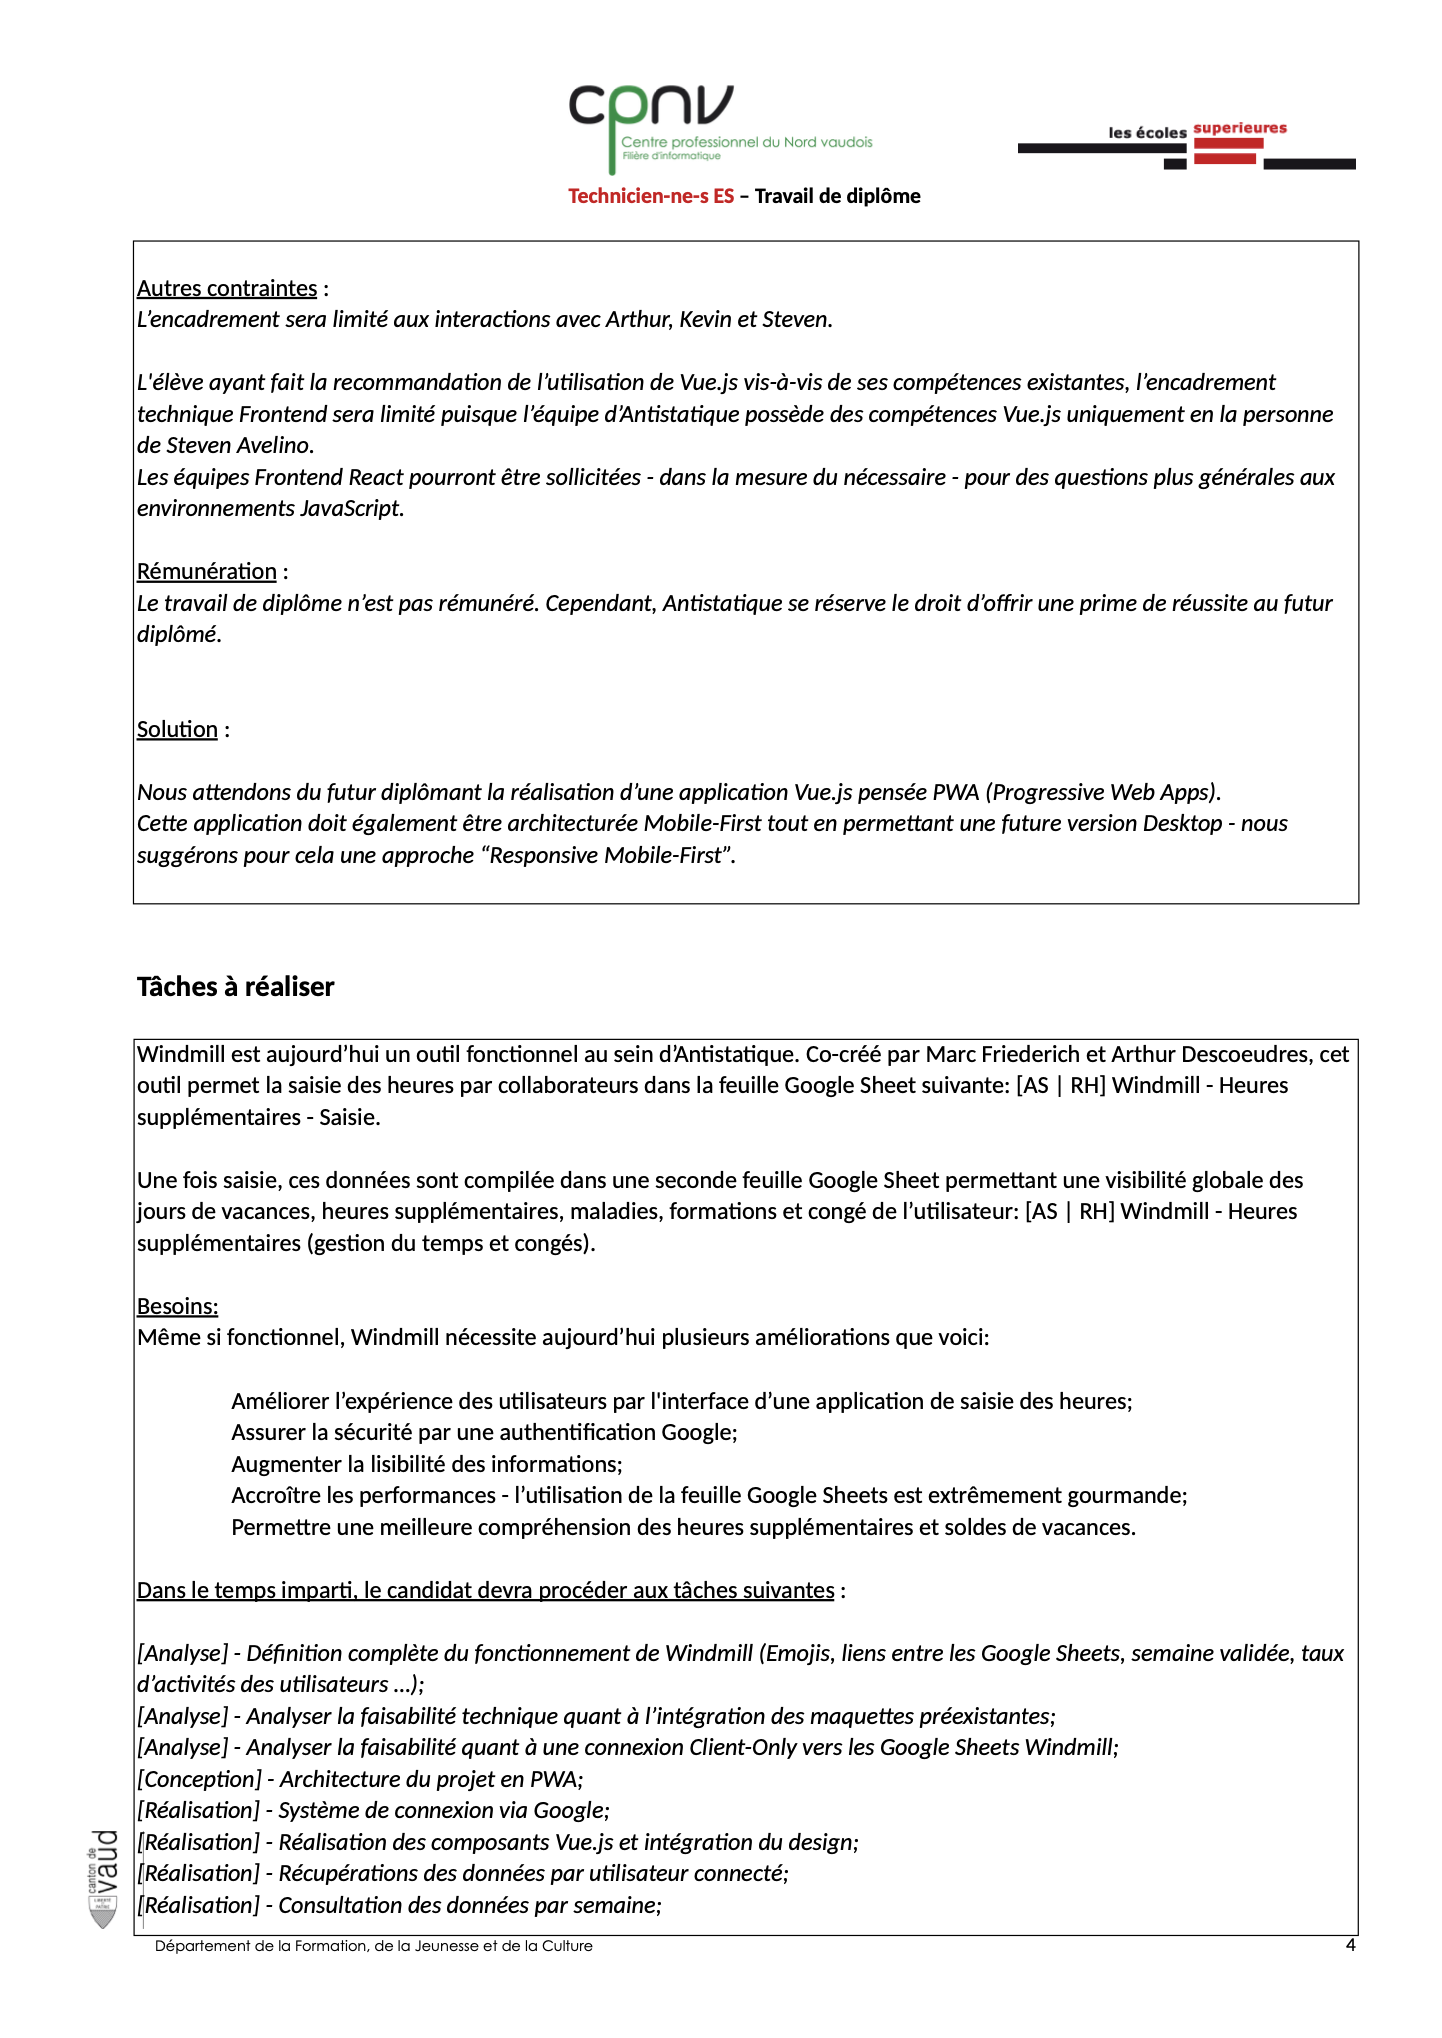 cpnv
Centre professionnel du Nord vaudois
Filière d'informatique
les écoles superieures
Technicien-ne-s ES – Travail de diplôme
Autres contraintes :
L’encadrement sera limité aux interactions avec Arthur, Kevin et Steven.
L'élève ayant fait la recommandation de l’utilisation de Vue.js vis-à-vis de ses compétences existantes, l’encadrement
technique Frontend sera limité puisque l’équipe d’Antistatique possède des compétences Vue.js uniquement en la personne
de Steven Avelino.
Les équipes Frontend React pourront être sollicitées - dans la mesure du nécessaire - pour des questions plus générales aux
environnements JavaScript.
Rémunération :
Le travail de diplôme n’est pas rémunéré. Cependant, Antistatique se réserve le droit d’offrir une prime de réussite au futur
diplômé.
Solution :
Nous attendons du futur diplômant la réalisation d’une application Vue.js pensée PWA (Progressive Web Apps).
Cette application doit également être architecturée Mobile-First tout en permettant une future version Desktop - nous
suggérons pour cela une approche “Responsive Mobile-First”.
Tâches à réaliser
Windmill est aujourd’hui un outil fonctionnel au sein d’Antistatique. Co-créé par Marc Friederich et Arthur Descoeudres, cet
outil permet la saisie des heures par collaborateurs dans la feuille Google Sheet suivante: [AS | RH] Windmill - Heures
supplémentaires - Saisie.
Une fois saisie, ces données sont compilée dans une seconde feuille Google Sheet permettant une visibilité globale des
jours de vacances, heures supplémentaires, maladies, formations et congé de l’utilisateur: [AS | RH] Windmill - Heures
supplémentaires (gestion du temps et congés).
Besoins:
Même si fonctionnel, Windmill nécessite aujourd’hui plusieurs améliorations que voici:
Améliorer l’expérience des utilisateurs par l'interface d’une application de saisie des heures;
Assurer la sécurité par une authentification Google;
Augmenter la lisibilité des informations;
Accroître les performances - l’utilisation de la feuille Google Sheets est extrêmement gourmande;
Permettre une meilleure compréhension des heures supplémentaires et soldes de vacances.
Dans le temps imparti, le candidat devra procéder aux tâches suivantes :
[Analyse] - Définition complète du fonctionnement de Windmill (Emojis, liens entre les Google Sheets, semaine validée, taux
d’activités des utilisateurs …);
[Analyse] - Analyser la faisabilité technique quant à l’intégration des maquettes préexistantes;
[Analyse] - Analyser la faisabilité quant à une connexion Client-Only vers les Google Sheets Windmill;
[Conception] - Architecture du projet en PWA;
[Réalisation] - Système de connexion via Google;
[Réalisation] - Réalisation des composants Vue.js et intégration du design;
[Réalisation] - Récupérations des données par utilisateur connecté;
[Réalisation] - Consultation des données par semaine;
canton de
vaud
LIBERTÉ
ET
PATRIE
Département de la Formation, de la Jeunesse et de la Culture
4